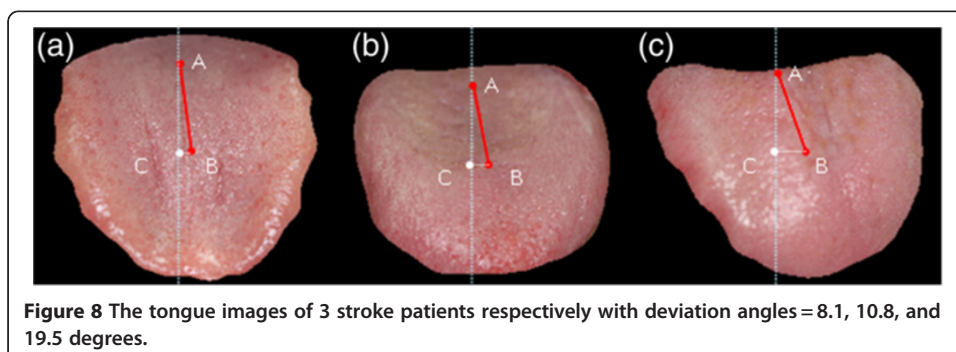 (a) (b) (c)
A A A
C B C B C B
Figure 8 The tongue images of 3 stroke patients respectively with deviation angles = 8.1, 10.8, and
19.5 degrees.